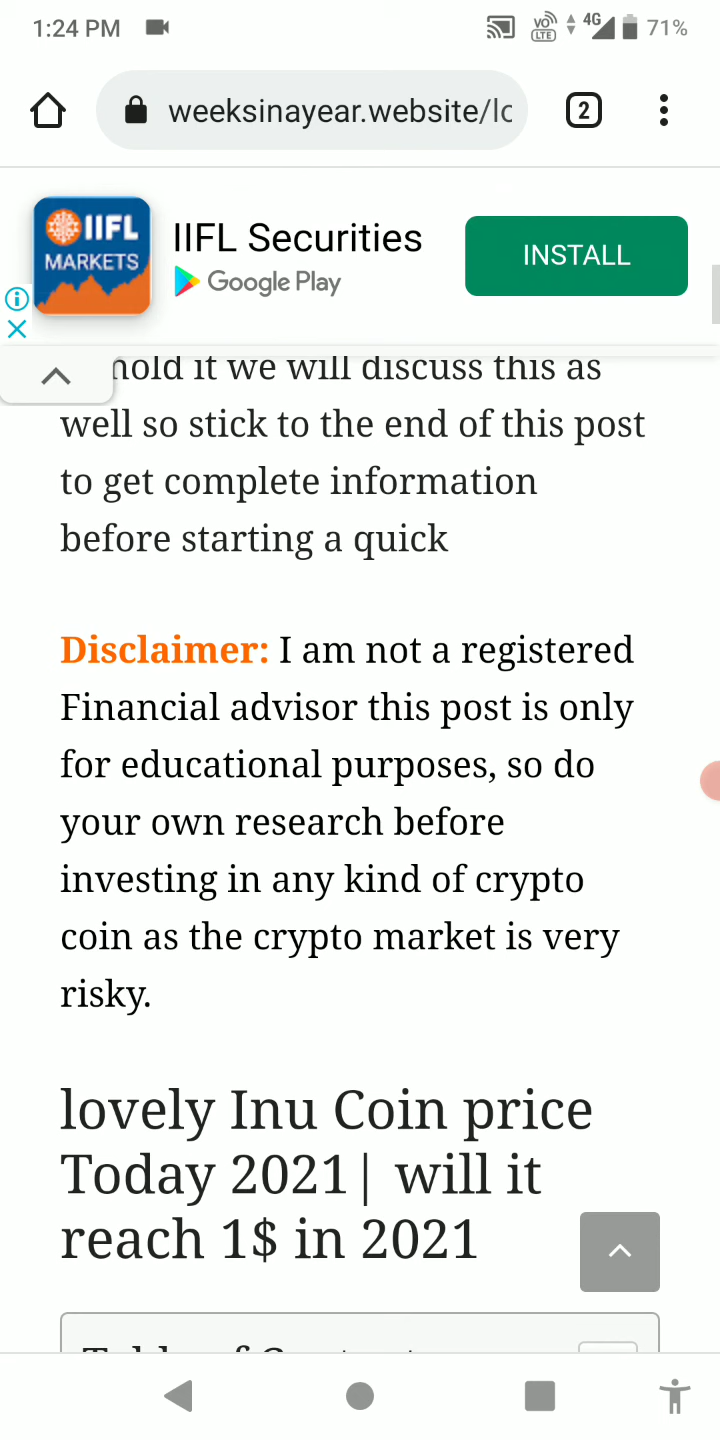 1:24 PM
VO LTE 4G 71%
weeksinayear.website/lo
2
IIFL
MARKETS
IIFL Securities
Google Play
INSTALL
hold it we will discuss this as
well so stick to the end of this post
to get complete information
before starting a quick
Disclaimer: I am not a registered
Financial advisor this post is only
for educational purposes, so do
your own research before
investing in any kind of crypto
coin as the crypto market is very
risky.
lovely Inu Coin price
Today 2021| will it
reach 1$ in 2021